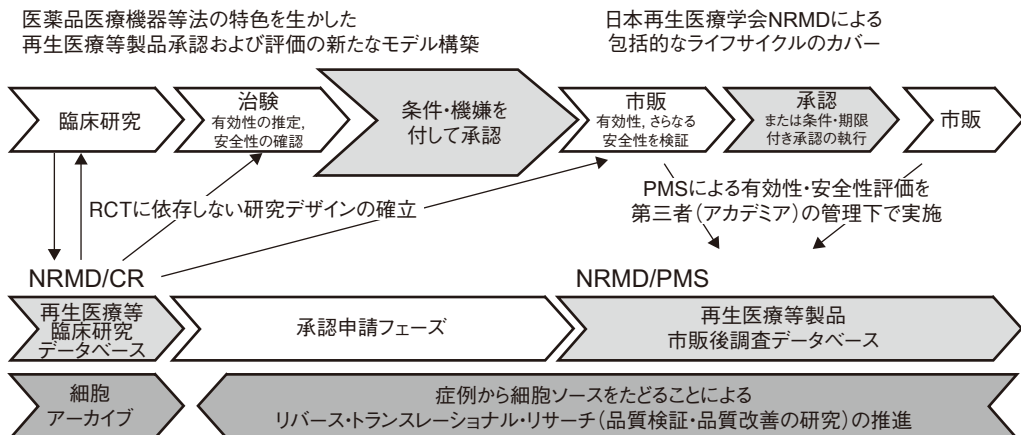 医薬品医療機器等法の特色を生かした
再生医療等製品承認および評価の新たなモデル構築
日本再生医療学会NRMDによる
包括的なライフサイクルのカバー
臨床研究
治験
有効性の推定,
安全性の確認
条件・機嫌を
付して承認
市販
有効性, さらなる
安全性を検証
承認
または条件・期限
付き承認の執行
市販
RCTに依存しない研究デザインの確立
PMSによる有効性・安全性評価を
第三者(アカデミア)の管理下で実施
NRMD/CR
NRMD/PMS
再生医療等
臨床研究
データベース
承認申請フェーズ
再生医療等製品
市販後調査データベース
細胞
アーカイブ
症例から細胞ソースをたどることによる
リバース・トランスレーショナル・リサーチ(品質検証・品質改善の研究)の推進